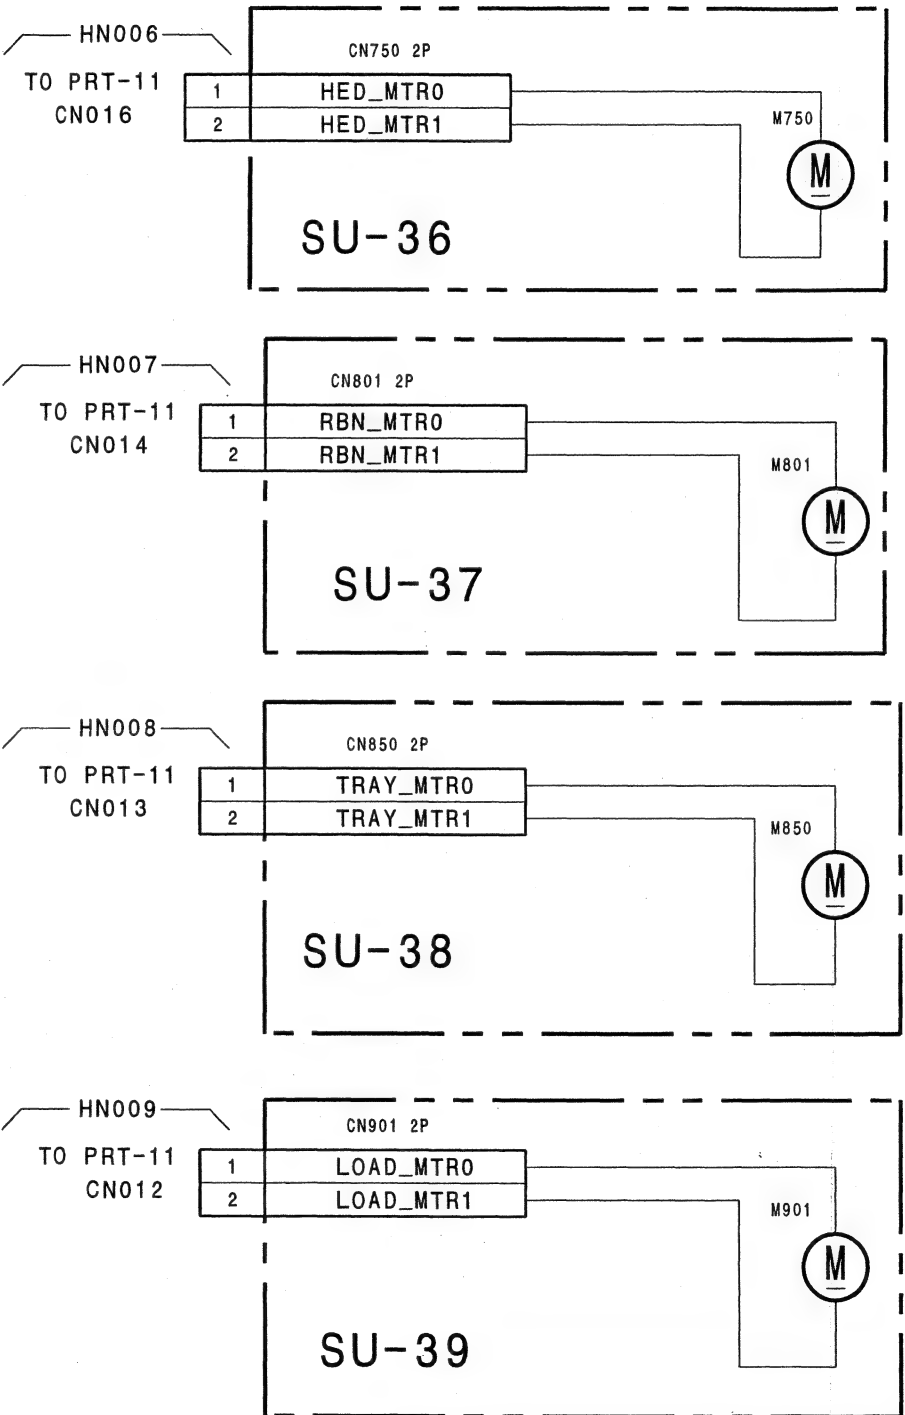 HN006
CN750 2P
TO PRT-11
CN016
1 HED_MTR0
2 HED_MTR1
M750
M
SU-36
HN007
CN801 2P
TO PRT-11
CN014
1 RBN_MTR0
2 RBN_MTR1
M801
M
SU-37
HN008
CN850 2P
TO PRT-11
CN013
1 TRAY_MTR0
2 TRAY_MTR1
M850
M
SU-38
HN009
CN901 2P
TO PRT-11
CN012
1 LOAD_MTR0
2 LOAD_MTR1
M901
M
SU-39